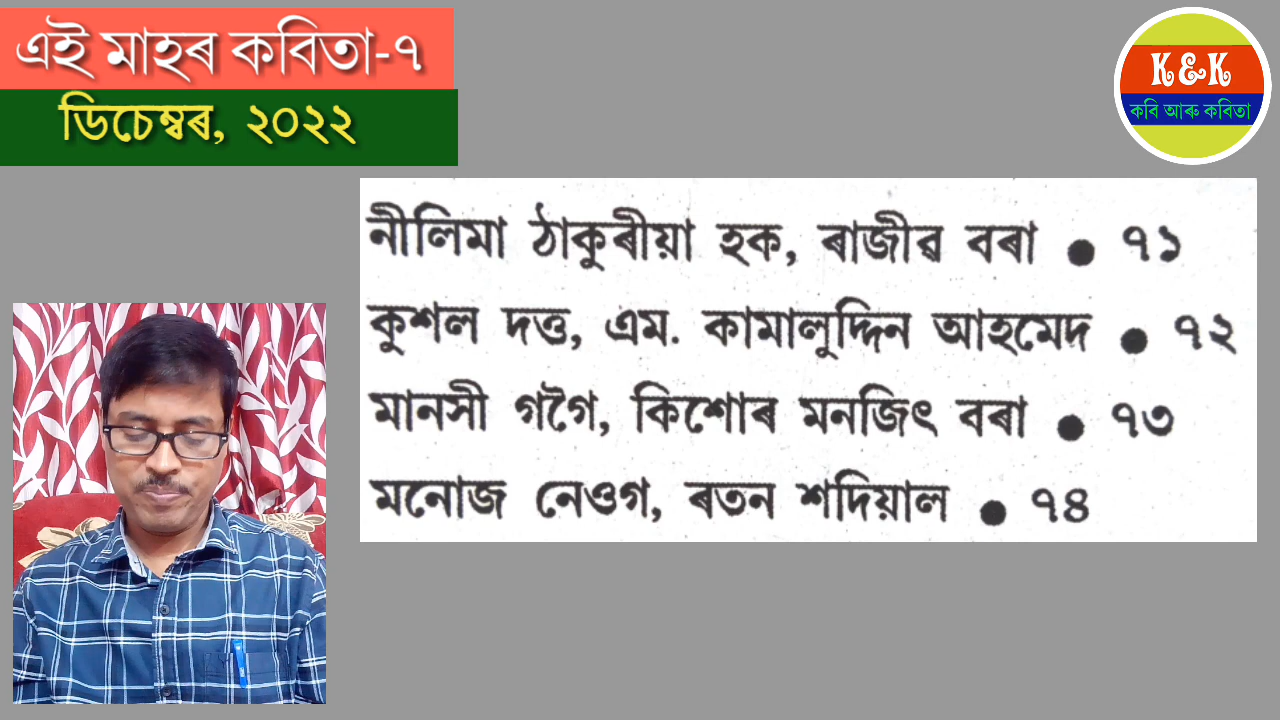 এই মাহৰ কবিতা-৭
ডিচেম্বৰ, ২০২২
K&K
কবি আৰু কবিতা
নীলিমা ঠাকুৰীয়া হক, ৰাজীৱ বৰা ● ৭১
কুশল দত্ত, এম. কামালুদ্দিন আহমেদ ● ৭২
মানসী গগৈ, কিশোৰ মনজিৎ বৰা ● ৭৩
মনোজ নেওগ, ৰতন শদিয়াল ● ৭৪